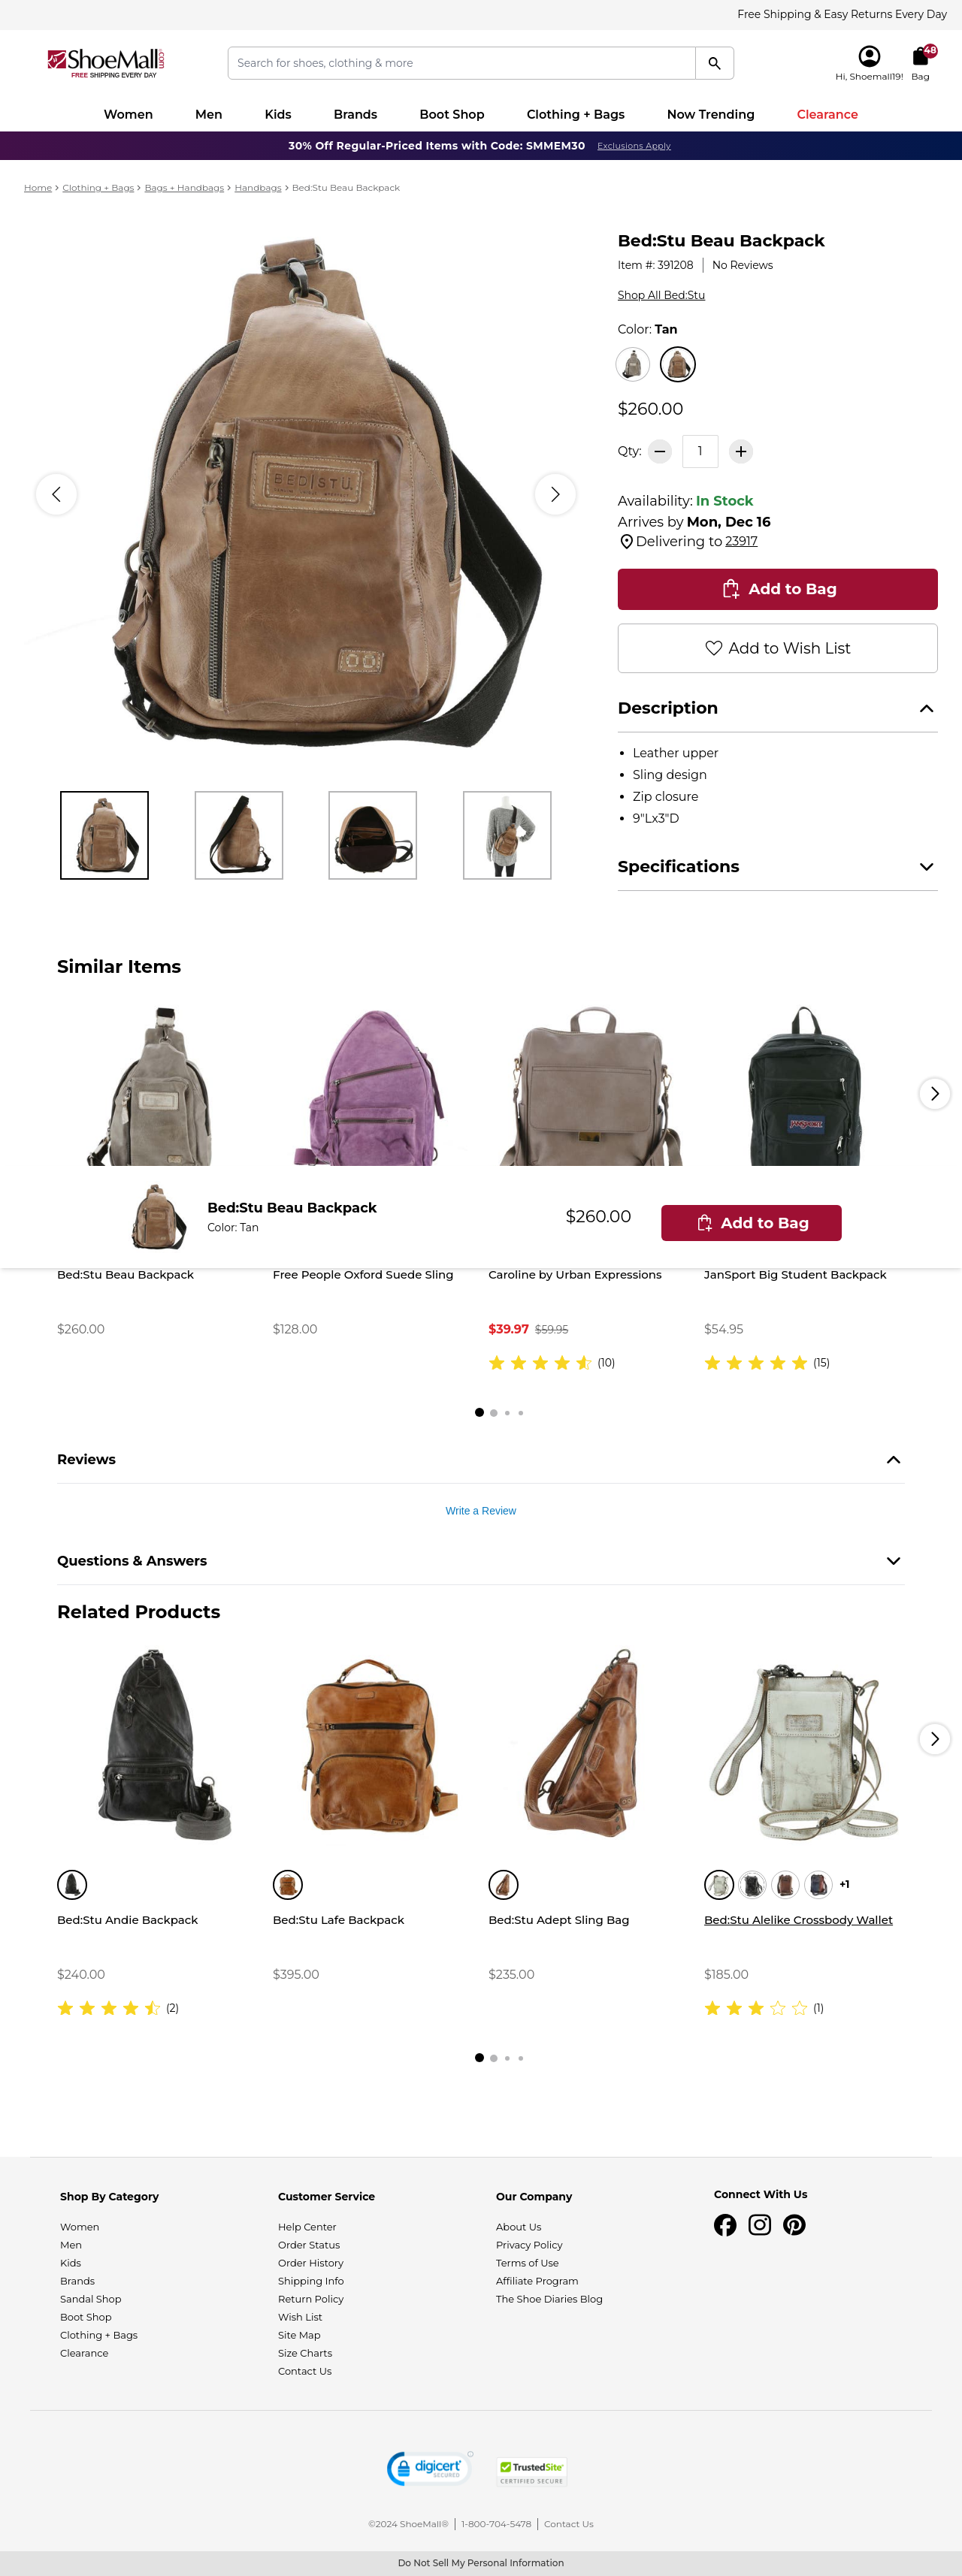 Free Shipping & Easy Returns Every Day
ShoeMall.com
FREE SHIPPING EVERY DAY
Search for shoes, clothing & more
48
Hi, Shoemall19!
Bag
Women
Men
Kids
Brands
Boot Shop
Clothing + Bags
Now Trending
Clearance
30% Off Regular-Priced Items with Code: SMMEM30 Exclusions Apply
Home > Clothing + Bags > Bags + Handbags > Handbags > Bed:Stu Beau Backpack
BED|STU
Bed:Stu Beau Backpack
Item #: 391208 | No Reviews
Shop All Bed:Stu
Color: Tan
$260.00
Qty: 1
Availability: In Stock
Arrives by Mon, Dec 16
Delivering to 23917
Add to Bag
Add to Wish List
Description
• Leather upper
• Sling design
• Zip closure
• 9"Lx3"D
Specifications
Similar Items
JANSPORT
Bed:Stu Beau Backpack
Color: Tan
$260.00
Add to Bag
Bed:Stu Beau Backpack
$260.00
Free People Oxford Suede Sling
$128.00
Caroline by Urban Expressions
$39.97 $59.95
(10)
JanSport Big Student Backpack
$54.95
(15)
Reviews
Write a Review
Questions & Answers
Related Products
Bed:Stu Andie Backpack
$240.00
(2)
Bed:Stu Lafe Backpack
$395.00
Bed:Stu Adept Sling Bag
$235.00
+1
Bed:Stu Alelike Crossbody Wallet
$185.00
(1)
Shop By Category
Women
Men
Kids
Brands
Sandal Shop
Boot Shop
Clothing + Bags
Clearance
Customer Service
Help Center
Order Status
Order History
Shipping Info
Return Policy
Wish List
Site Map
Size Charts
Contact Us
Our Company
About Us
Privacy Policy
Terms of Use
Affiliate Program
The Shoe Diaries Blog
Connect With Us
digicert
SECURED
TrustedSite
CERTIFIED SECURE
©2024 ShoeMall® | 1-800-704-5478 | Contact Us
Do Not Sell My Personal Information